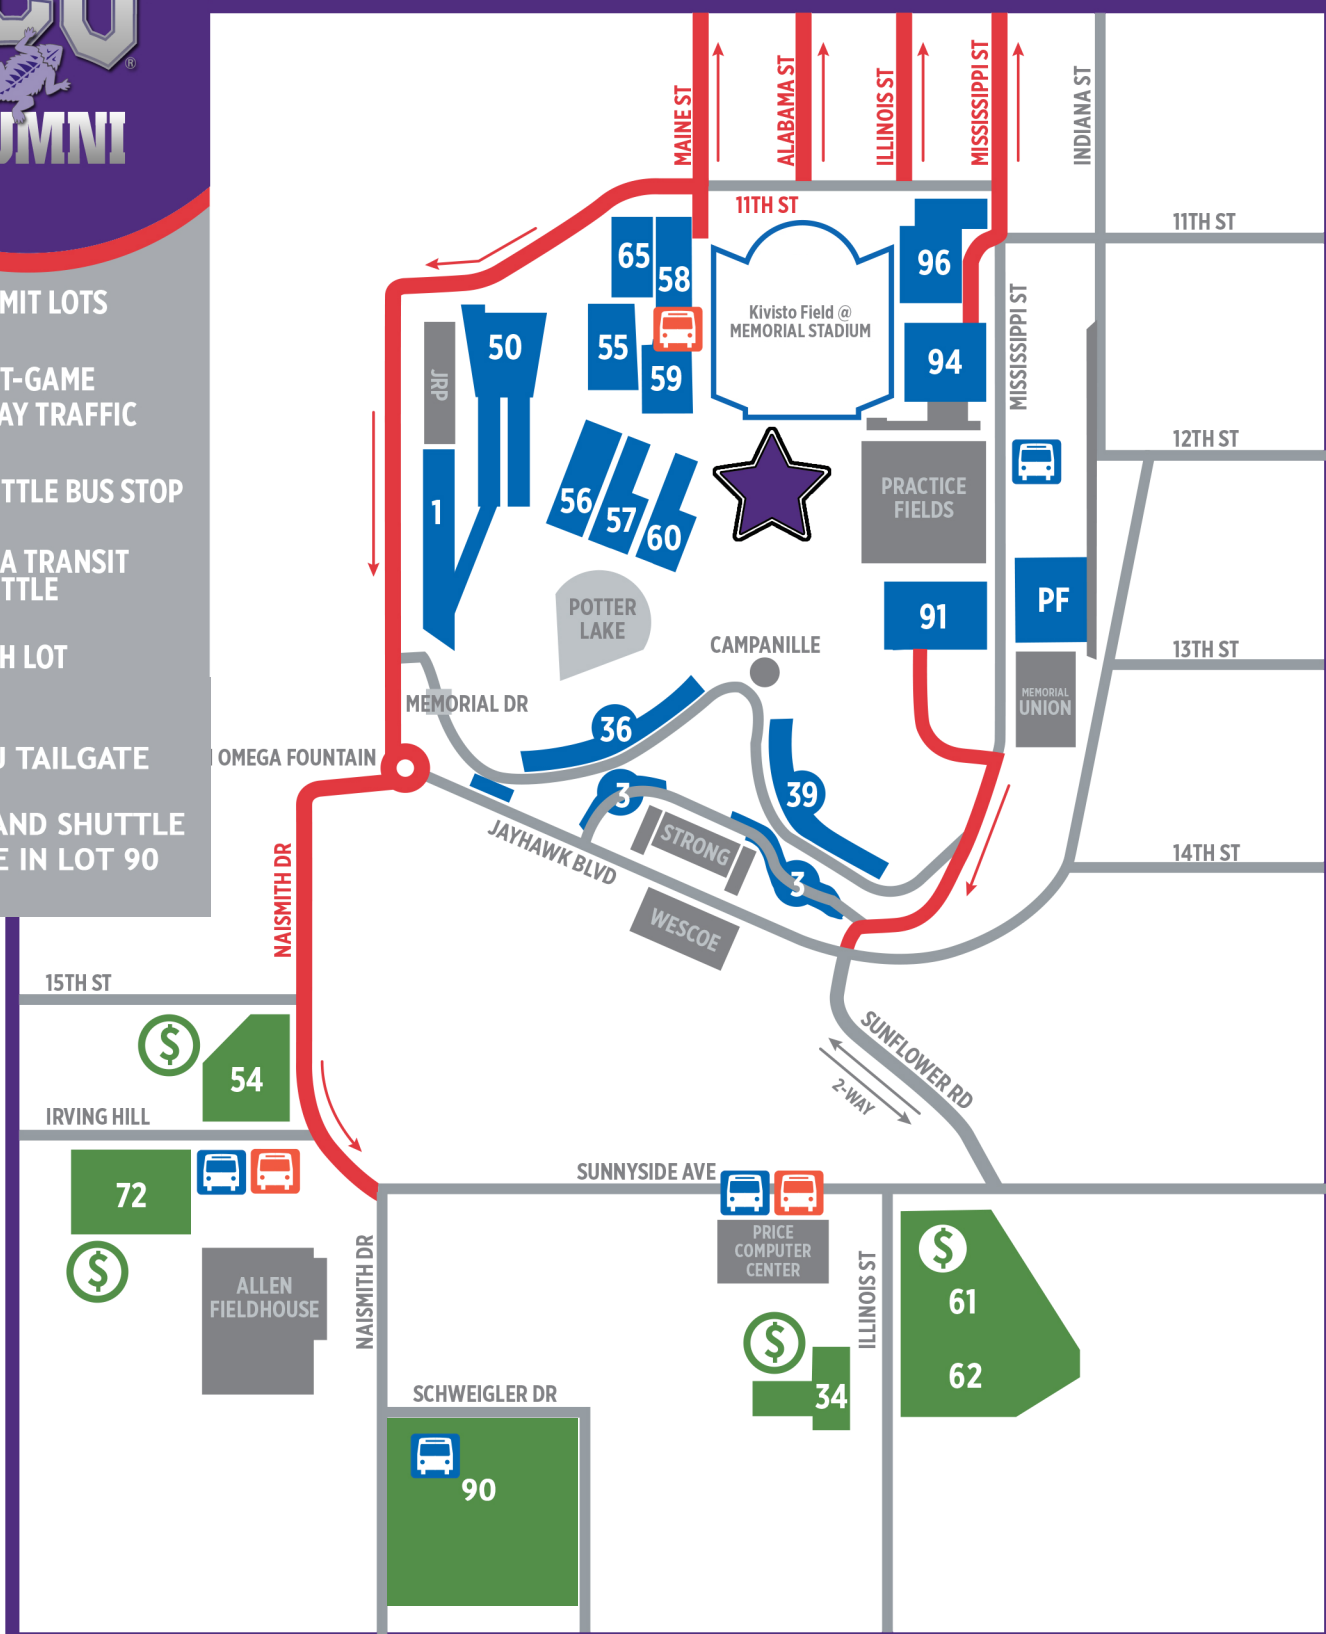 CU
®
UMNI
MIT LOTS
T-GAME
AY TRAFFIC
TTLE BUS STOP
A TRANSIT
TTLE
H LOT
U TAILGATE
AND SHUTTLE
E IN LOT 90
MAINE ST
ALABAMA ST
ILLINOIS ST
MISSISSIPPI ST
INDIANA ST
11TH ST
11TH ST
65
58
96
Kivisto Field @
MEMORIAL STADIUM
MISSISSIPPI ST
50
55
59
94
JRP
12TH ST
1
56
57
60
PRACTICE
FIELDS
PF
91
POTTER
LAKE
CAMPANILLE
13TH ST
MEMORIAL
UNION
MEMORIAL DR
36
OMEGA FOUNTAIN
3
39
JAYHAWK BLVD
STRONG
3
14TH ST
WESCOE
NAISMITH DR
15TH ST
$
54
SUNFLOWER RD
2-WAY
IRVING HILL
72
$
SUNNYSIDE AVE
PRICE
COMPUTER
CENTER
ALLEN
FIELDHOUSE
NAISMITH DR
ILLINOIS ST
$
61
62
$
34
SCHWEIGLER DR
90